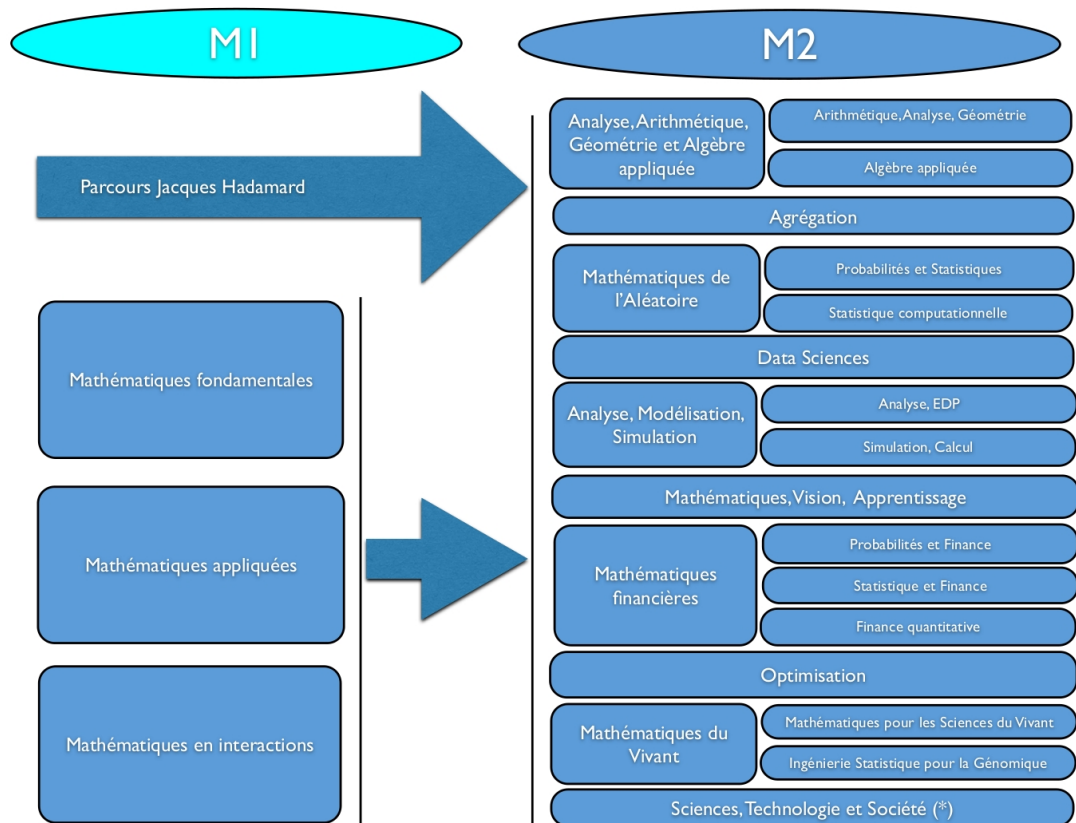 M1
M2
Parcours Jacques Hadamard
Mathématiques fondamentales
Mathématiques appliquées
Mathématiques en interactions
Analyse, Arithmétique,
Géométrie et Algèbre
appliquée
Arithmétique, Analyse, Géométrie
Algèbre appliquée
Agrégation
Mathématiques de
l'Aléatoire
Probabilités et Statistiques
Statistique computationnelle
Data Sciences
Analyse, Modélisation,
Simulation
Analyse, EDP
Simulation, Calcul
Mathématiques, Vision, Apprentissage
Mathématiques
financières
Probabilités et Finance
Statistique et Finance
Finance quantitative
Optimisation
Mathématiques du
Vivant
Mathématiques pour les Sciences du Vivant
Ingénierie Statistique pour la Génomique
Sciences, Technologie et Société (*)